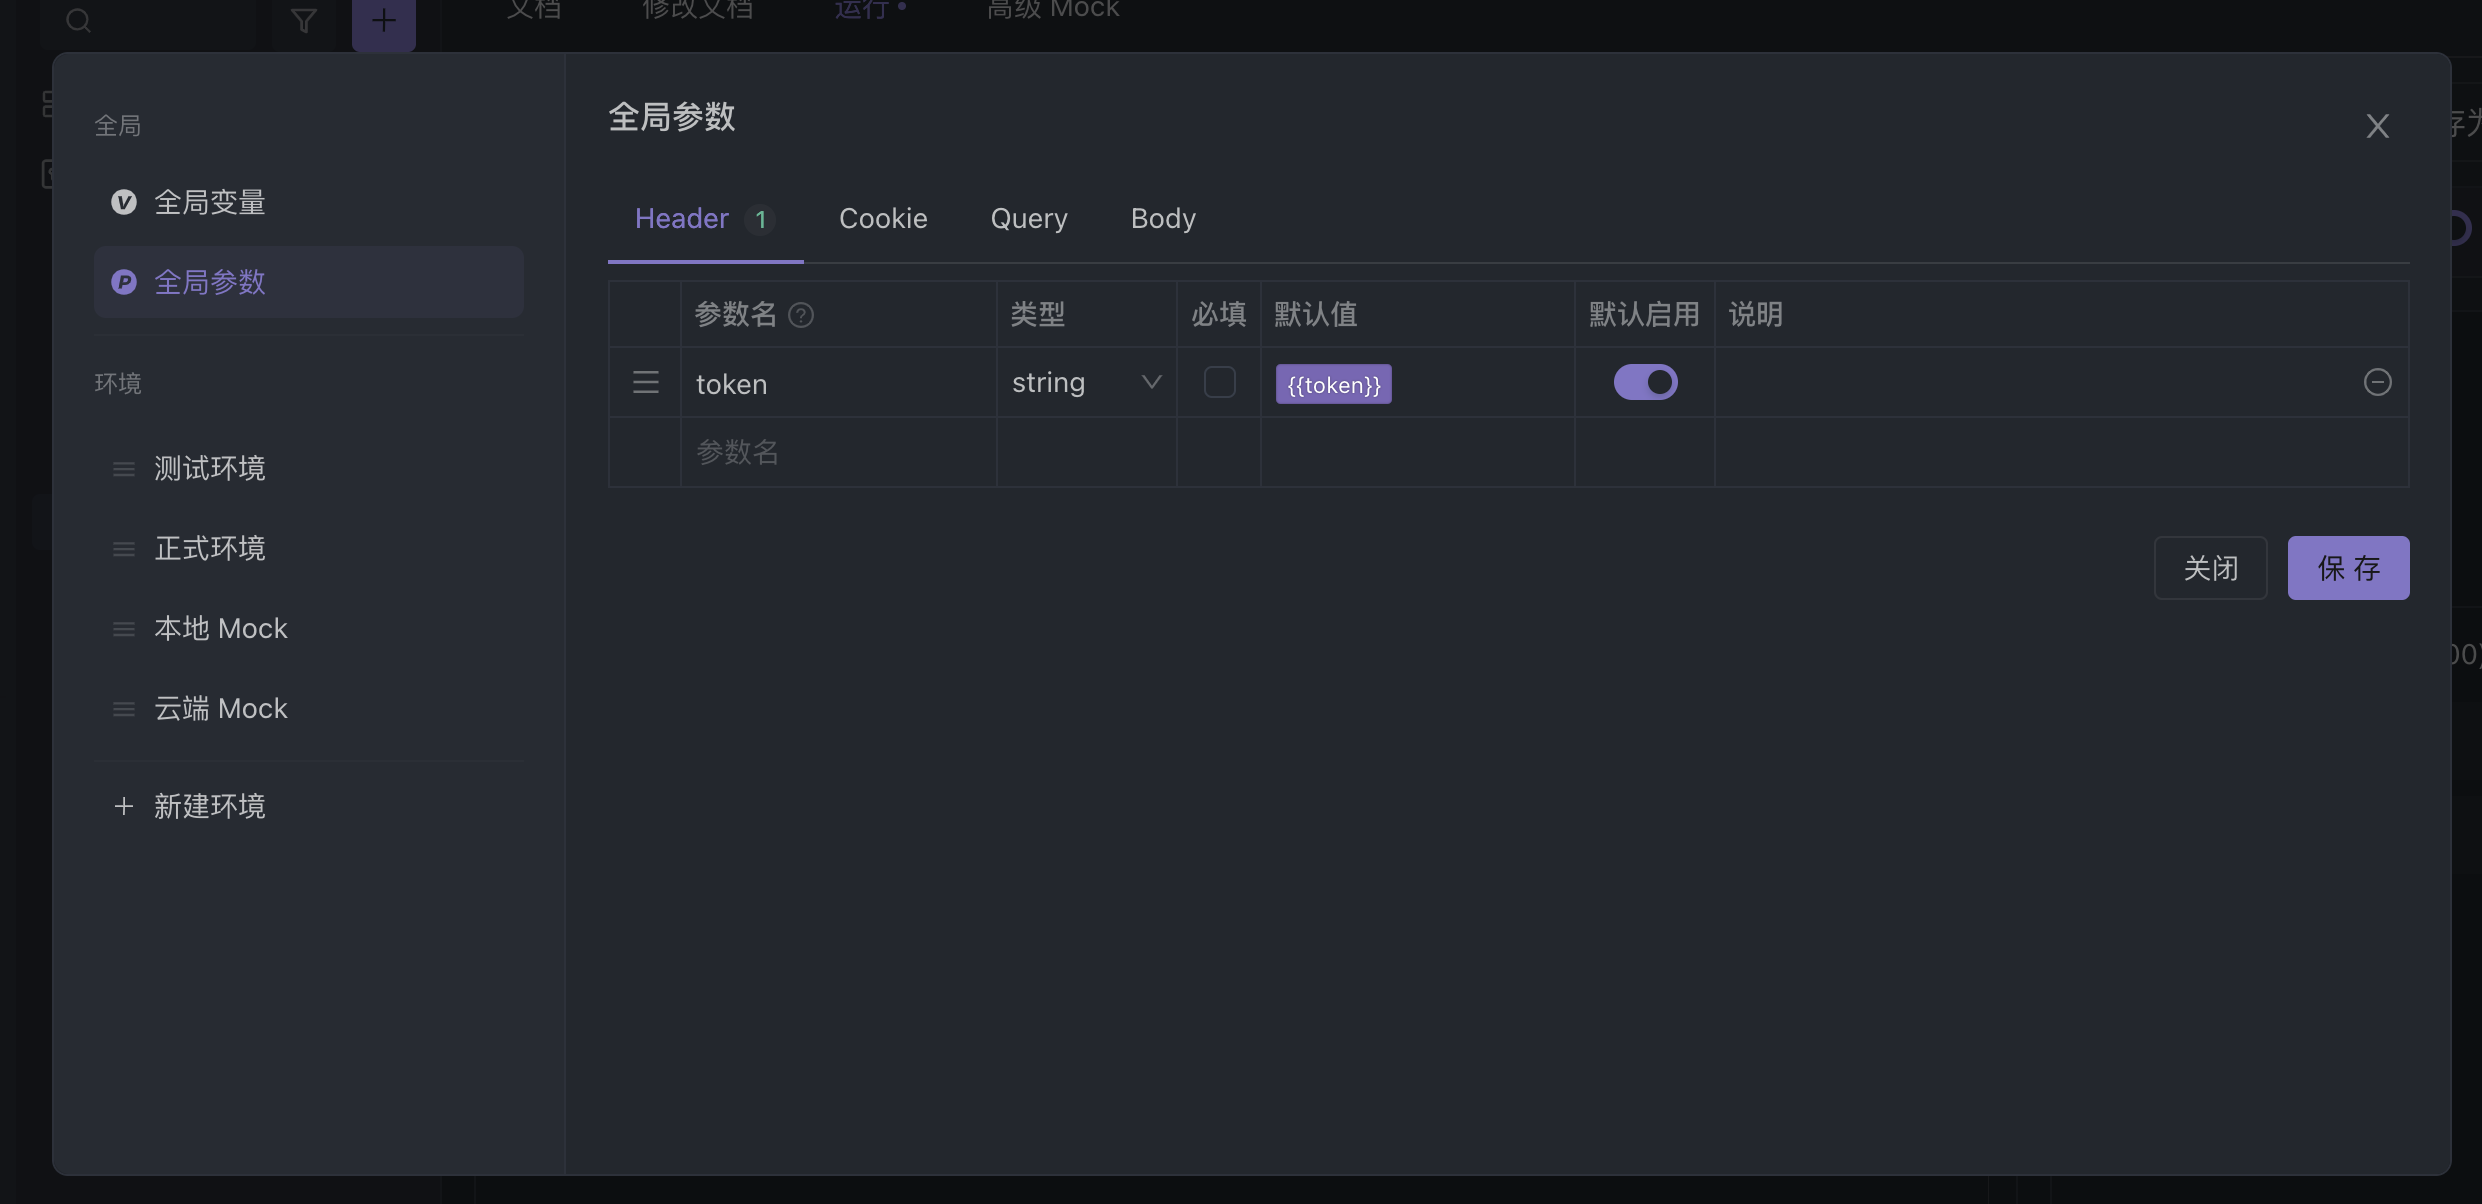 文档 修改文档 运行 高级 Mock
全局
全局变量
全局参数
环境
测试环境
正式环境
本地 Mock
云端 Mock
新建环境
全局参数
Header 1 Cookie Query Body
参数名 类型 必填 默认值 默认启用 说明
token string {{token}}
参数名
关闭 保存
存为
00)